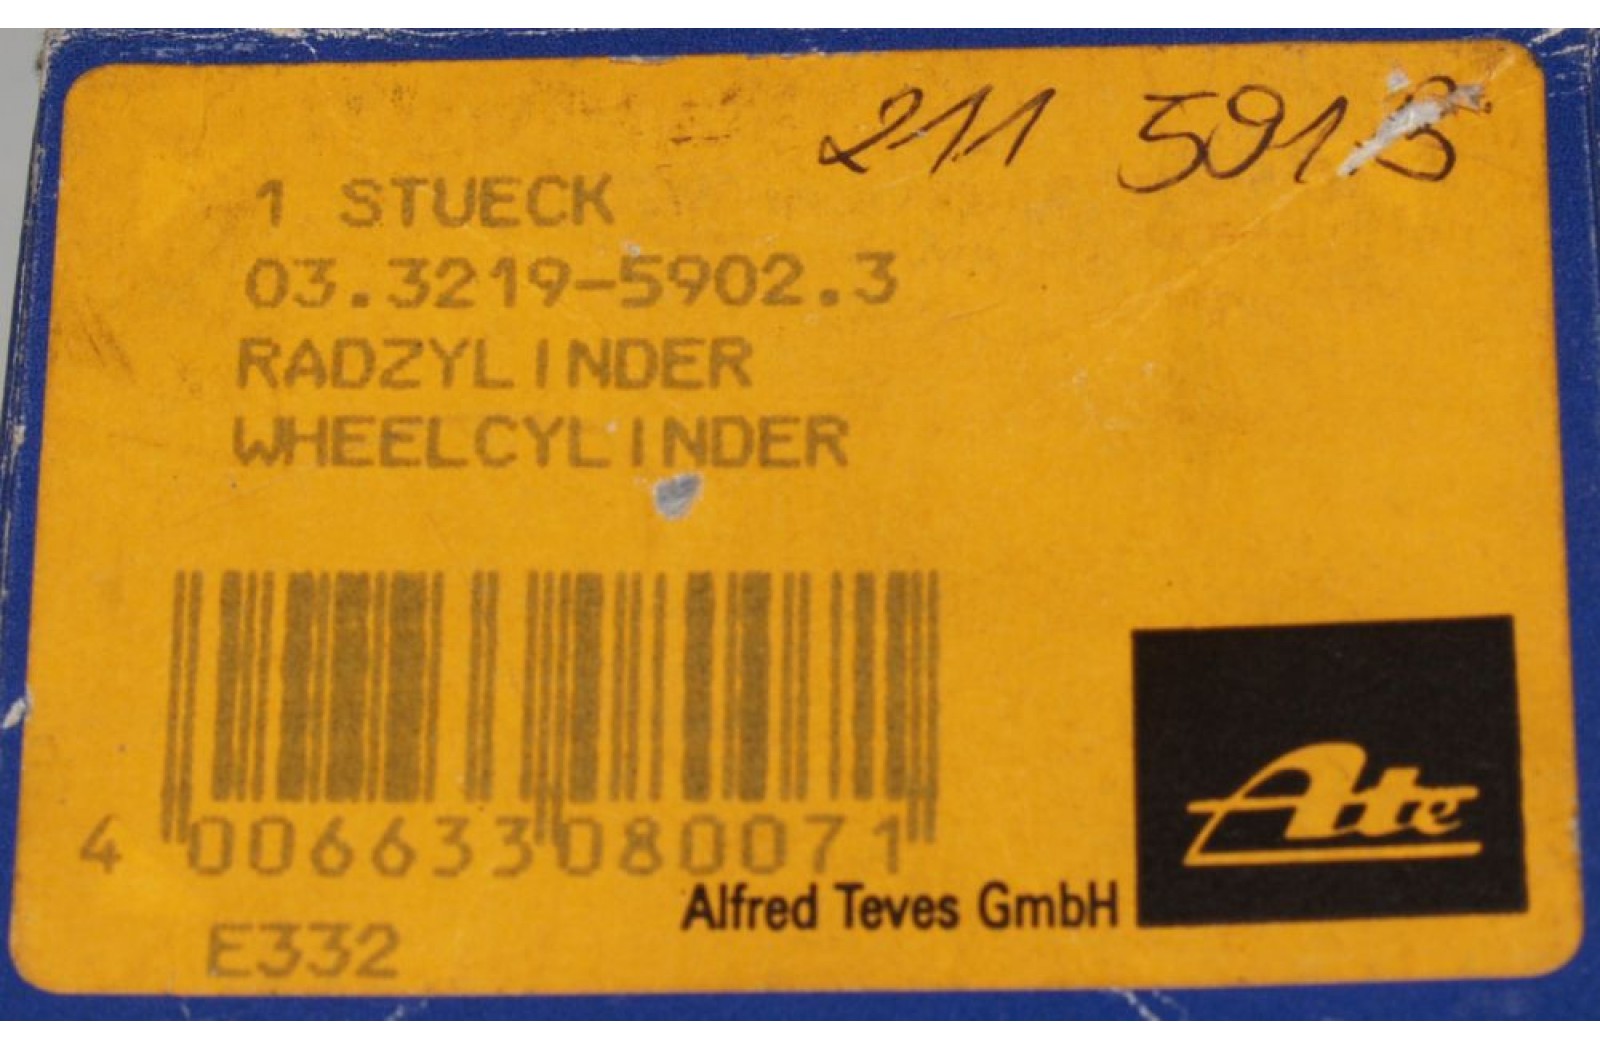 211 591
1 STUECK
03.3219-5902.3
RADZYLINDER
WHEELCYLINDER
4 006633 080071
Ate
Alfred Teves GmbH
E332